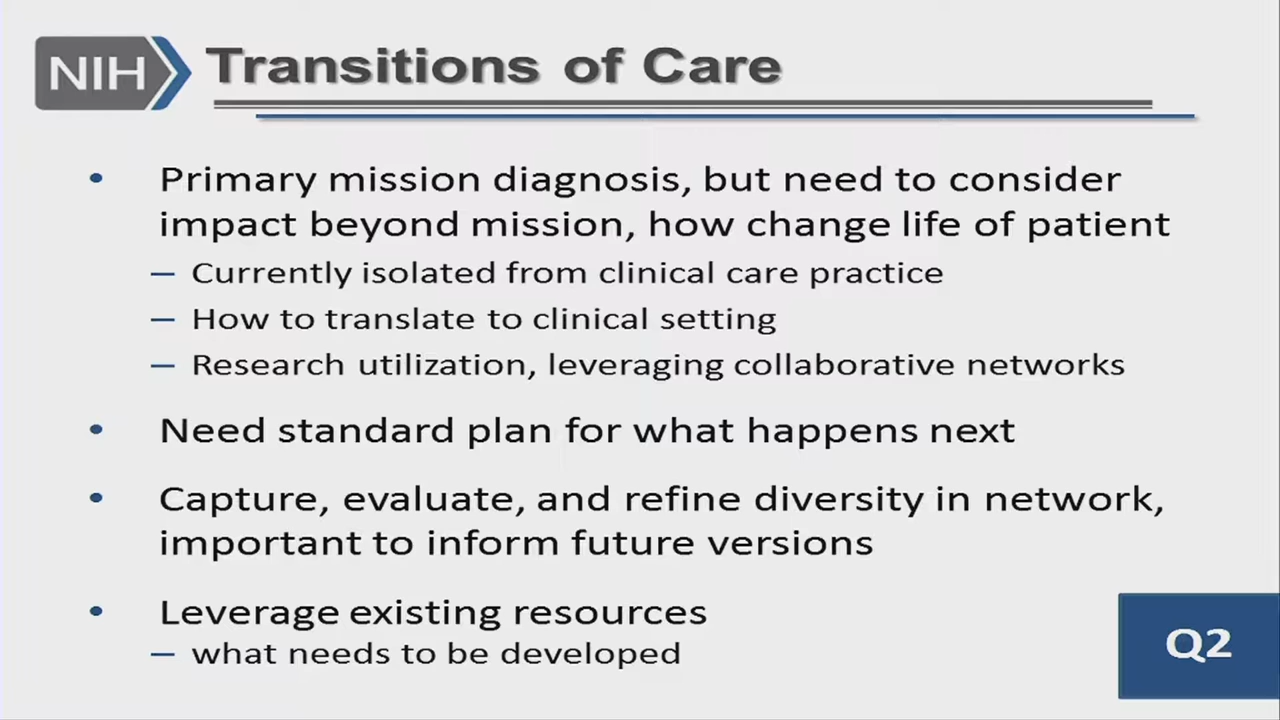 NIH
Transitions of Care
• Primary mission diagnosis, but need to consider
impact beyond mission, how change life of patient
– Currently isolated from clinical care practice
– How to translate to clinical setting
– Research utilization, leveraging collaborative networks
• Need standard plan for what happens next
• Capture, evaluate, and refine diversity in network,
important to inform future versions
• Leverage existing resources
– what needs to be developed
Q2